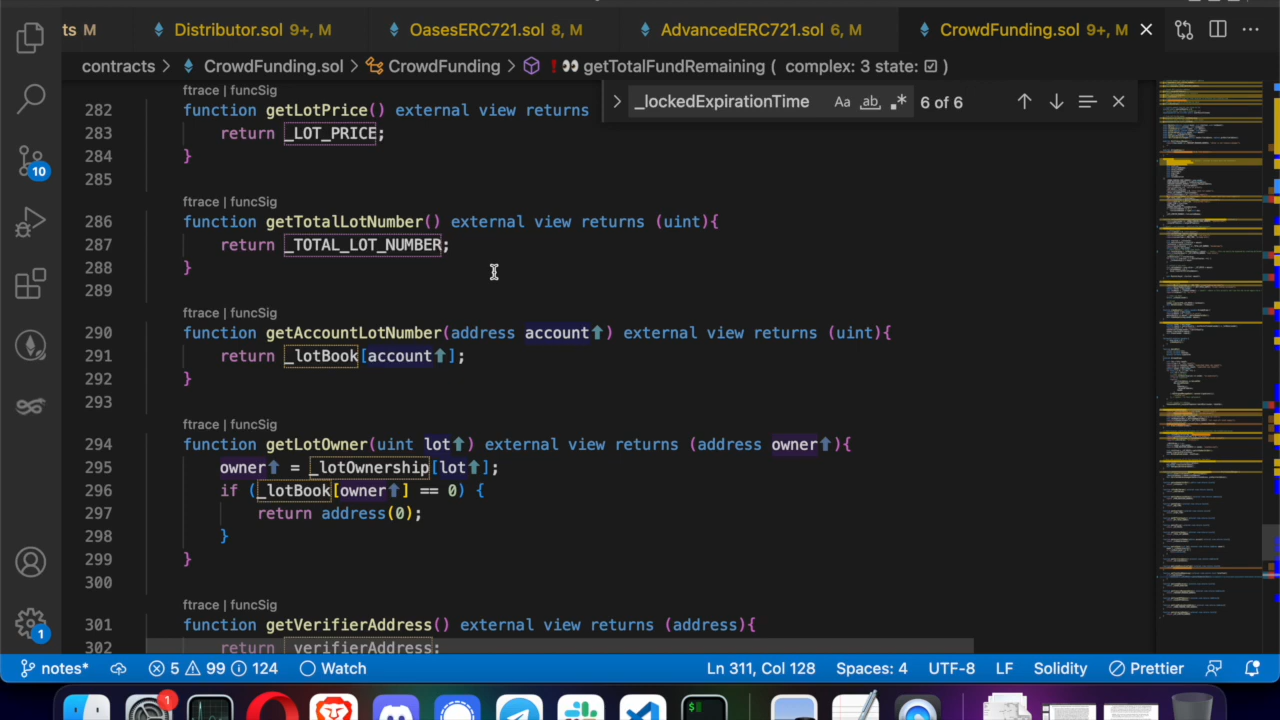 ts M
Distributor.sol 9+, M
OasesERC721.sol 8, M
AdvancedERC721.sol 6, M
CrowdFunding.sol 9+, M
contracts > CrowdFunding.sol > CrowdFunding > getTotalFundRemaining ( complex: 3 state: ☑ )
_lockedExpirationTime Aa ab 6 of 6
ftrace | funcSig
282 function getLotPrice() external view returns
283 return _LOT_PRICE;
284 }
285
ftrace | funcSig
286 function getTotalLotNumber() external view returns (uint){
287 return _TOTAL_LOT_NUMBER;
288 }
289
ftrace | funcSig
290 function getAccountLotNumber(address account⬆) external view returns (uint){
291 return _lotBook[account⬆];
292 }
293
ftrace | funcSig
294 function getLotOwner(uint lot⬆) external view returns (address owner⬆){
295 owner⬆ = _lotOwnership[lot⬆];
296 if (_lotBook[owner⬆] == 0) {
297 return address(0);
298 }
299 }
300
ftrace | funcSig
301 function getVerifierAddress() external view returns (address){
302 return verifierAddress;
10
1
notes* 5 99 124 Watch Ln 311, Col 128 Spaces: 4 UTF-8 LF Solidity Prettier
1
$